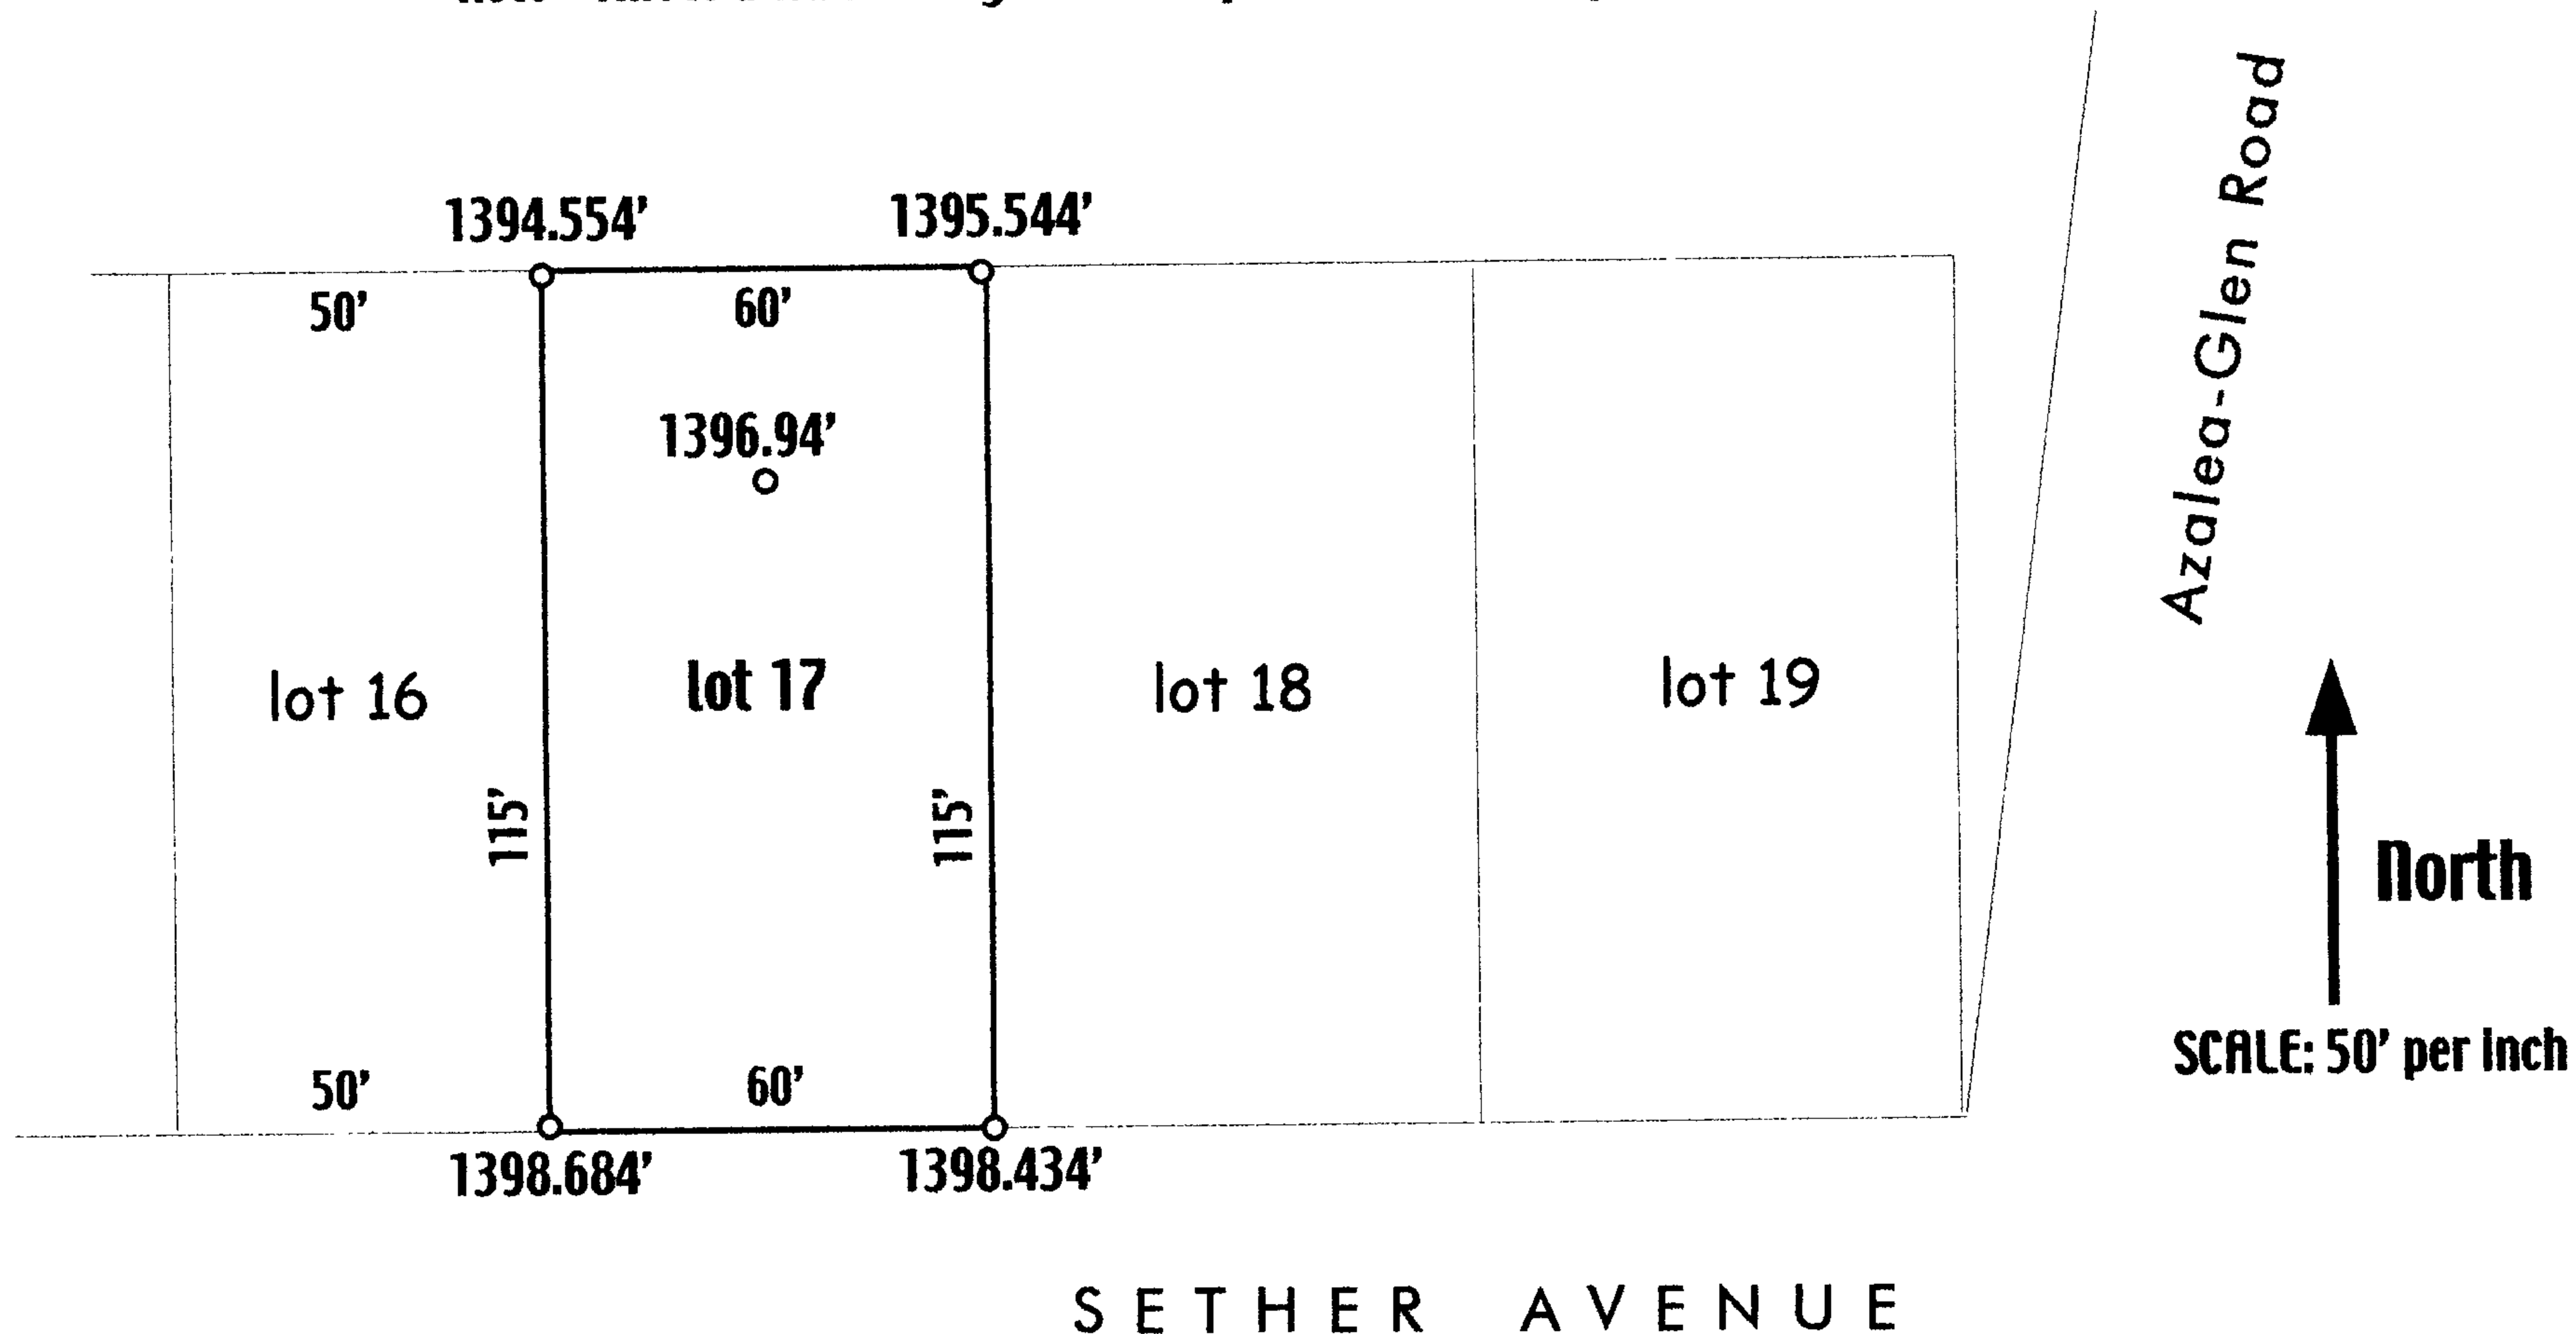 Azalea-Glen Road
1394.554'
1395.544'
50'
60'
1396.94'
lot 16
lot 17
lot 18
lot 19
115'
115'
North
SCALE: 50' per inch
50'
60'
1398.684'
1398.434'
SETHER AVENUE